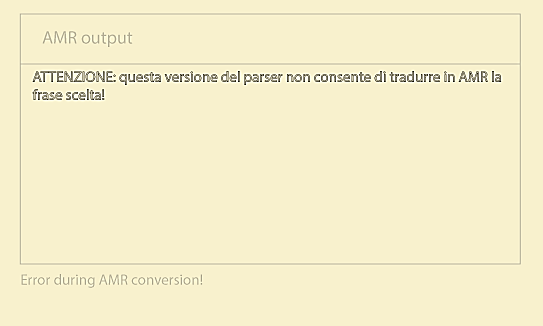 AMR output
ATTENZIONE: questa versione del parser non consente di tradurre in AMR la
frase scelta!
Error during AMR conversion!